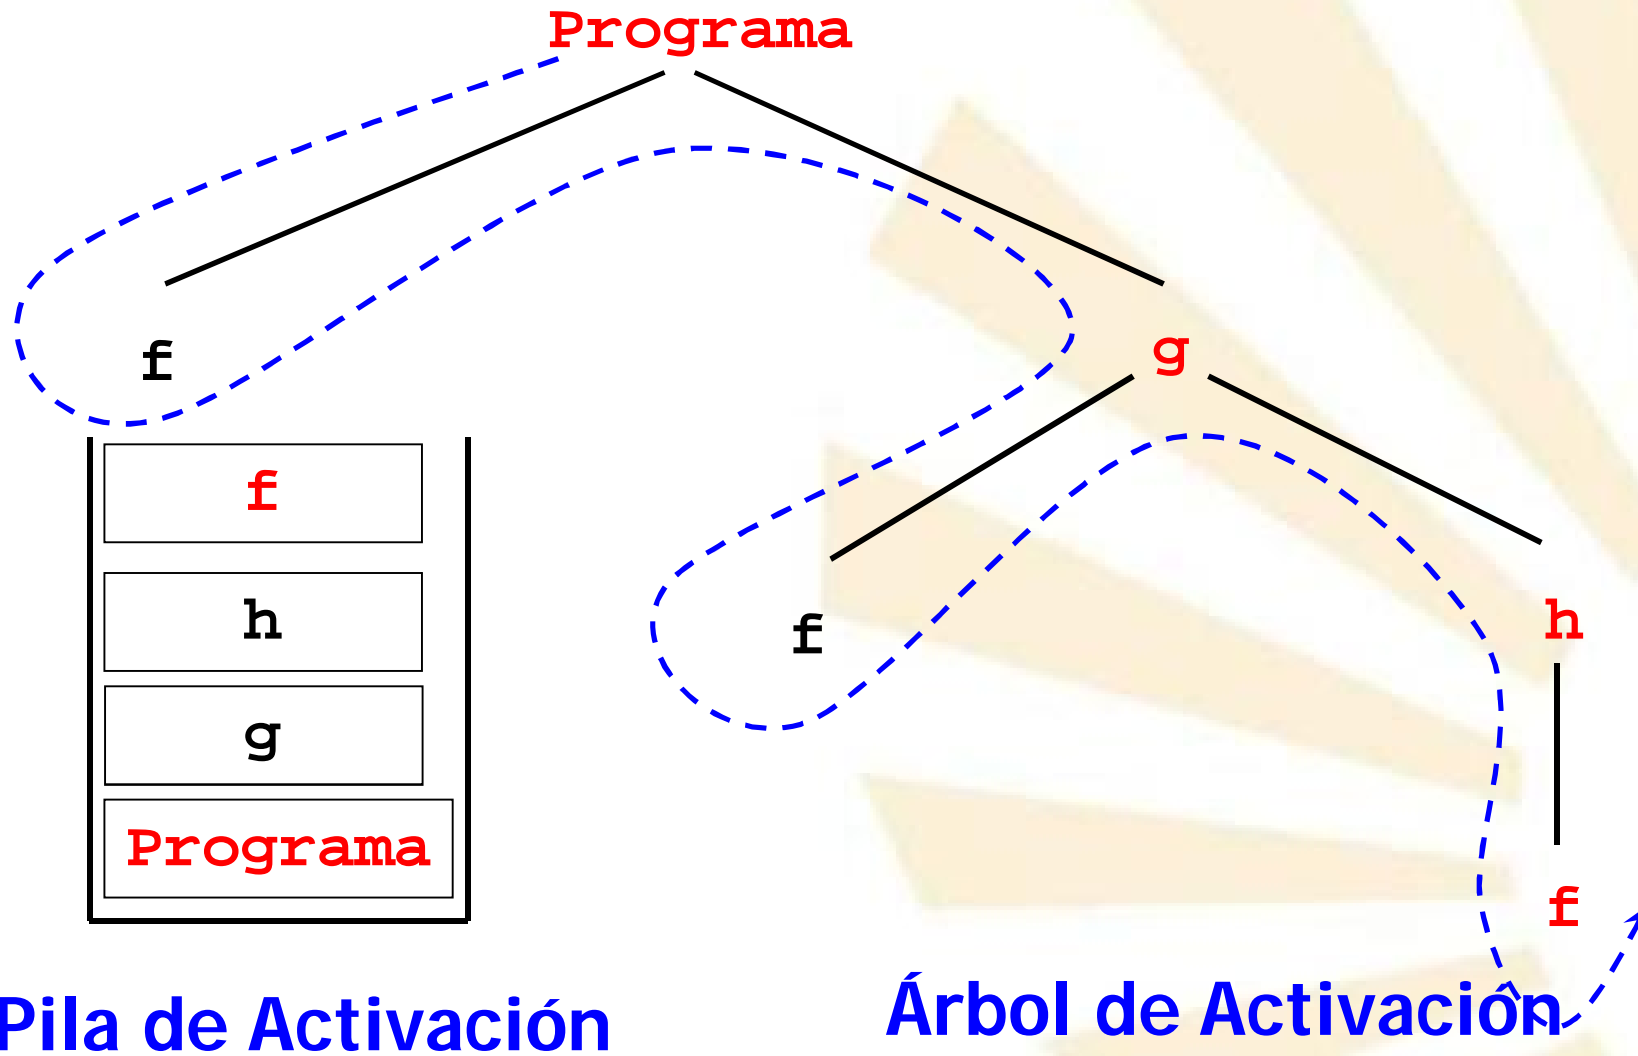 Programa
f
g
f
h
g
Programa
f
h
f
Pila de Activación
Árbol de Activación